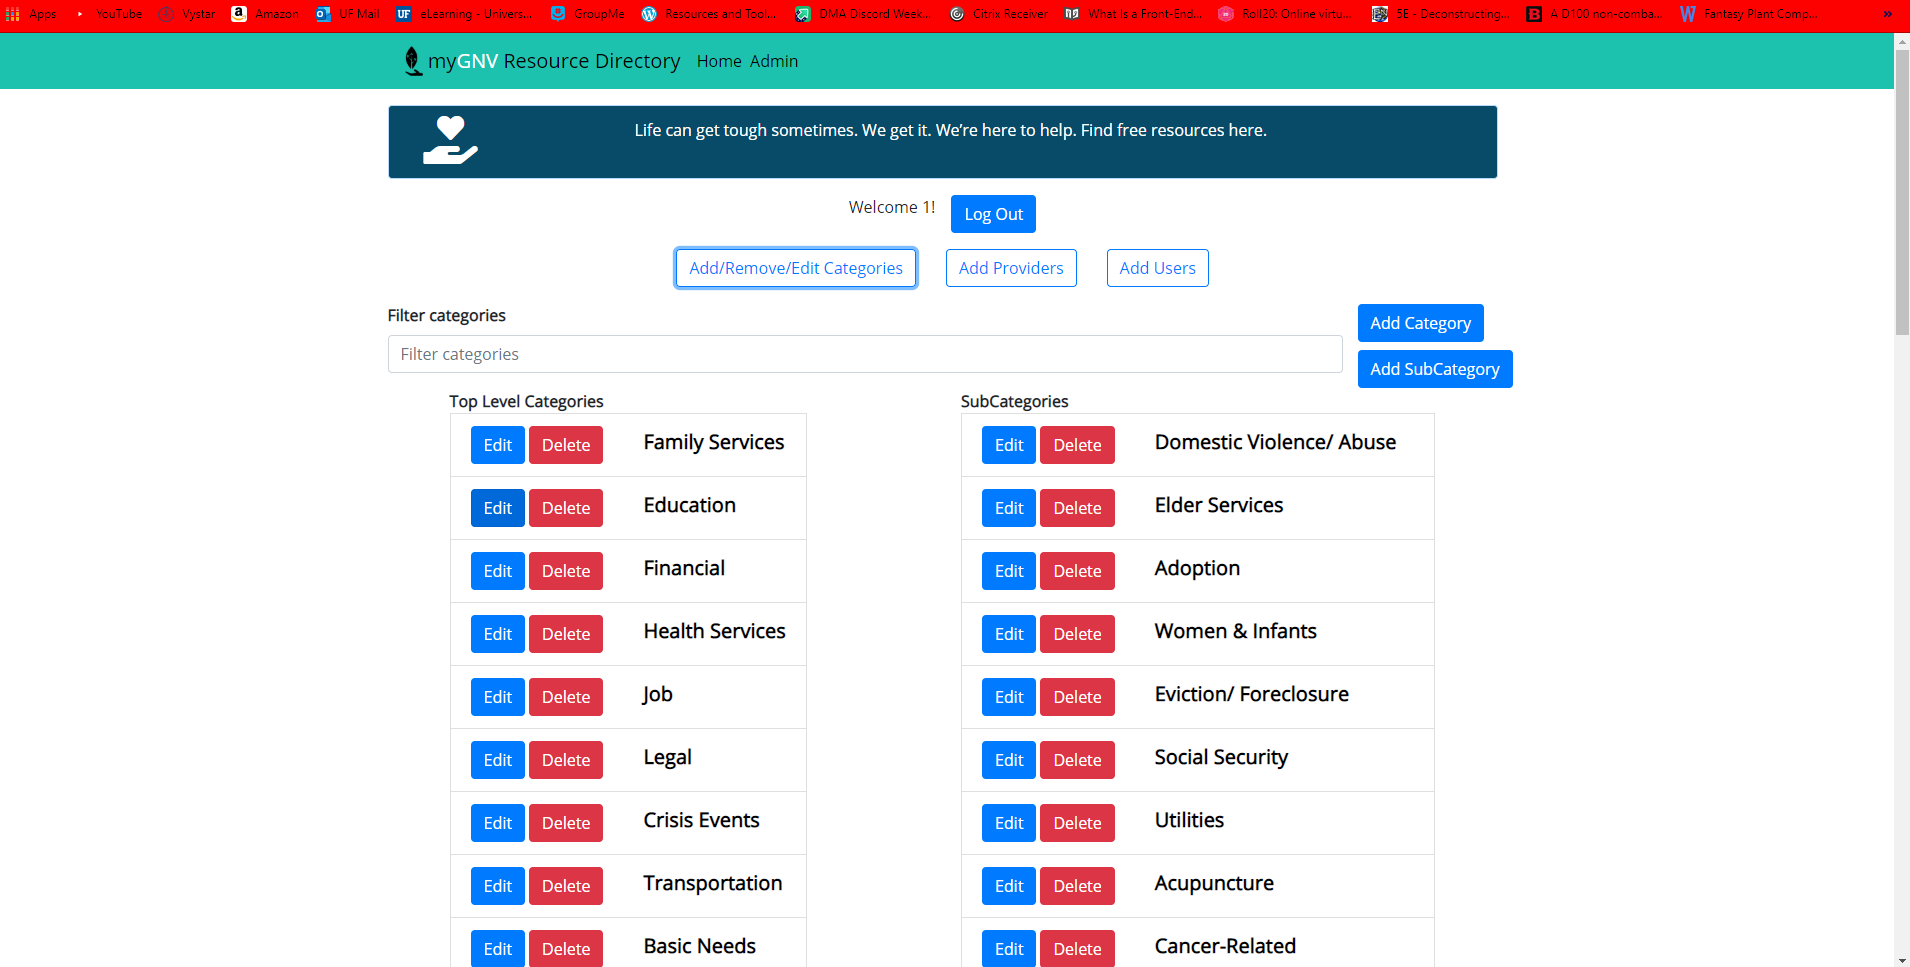 Apps YouTube Vystar Amazon UF Mail eLearning - Univers... GroupMe Resources and Tool... DMA Discord Week... Citrix Receiver What Is a Front-End... Roll20: Online virtu... 5E - Deconstructing... A D100 non-comba... Fantasy Plant Comp... »
myGNV Resource Directory Home Admin
Life can get tough sometimes. We get it. We’re here to help. Find free resources here.
Welcome 1! Log Out
Add/Remove/Edit Categories Add Providers Add Users
Filter categories
Add Category
Filter categories
Add SubCategory
Top Level Categories
Edit Delete Family Services
Edit Delete Education
Edit Delete Financial
Edit Delete Health Services
Edit Delete Job
Edit Delete Legal
Edit Delete Crisis Events
Edit Delete Transportation
Edit Delete Basic Needs
SubCategories
Edit Delete Domestic Violence/ Abuse
Edit Delete Elder Services
Edit Delete Adoption
Edit Delete Women & Infants
Edit Delete Eviction/ Foreclosure
Edit Delete Social Security
Edit Delete Utilities
Edit Delete Acupuncture
Edit Delete Cancer-Related